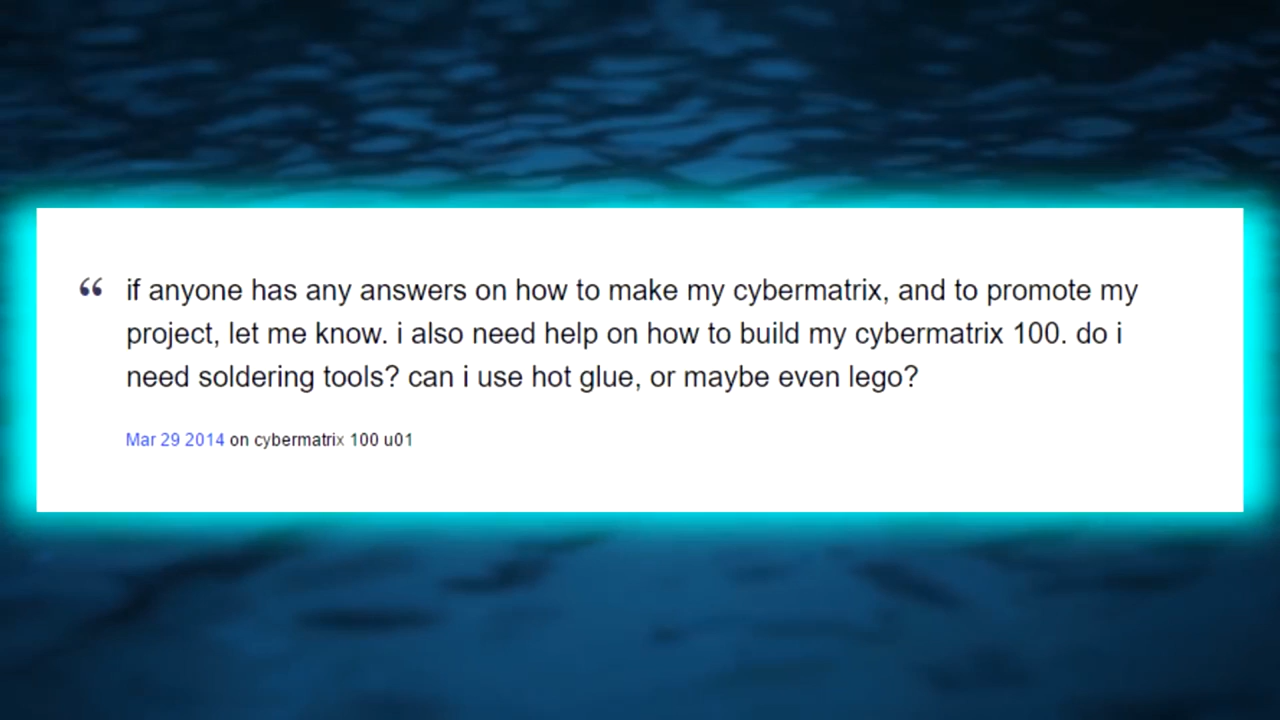 “ if anyone has any answers on how to make my cybermatrix, and to promote my
project, let me know. i also need help on how to build my cybermatrix 100. do i
need soldering tools? can i use hot glue, or maybe even lego?
Mar 29 2014 on cybermatrix 100 u01